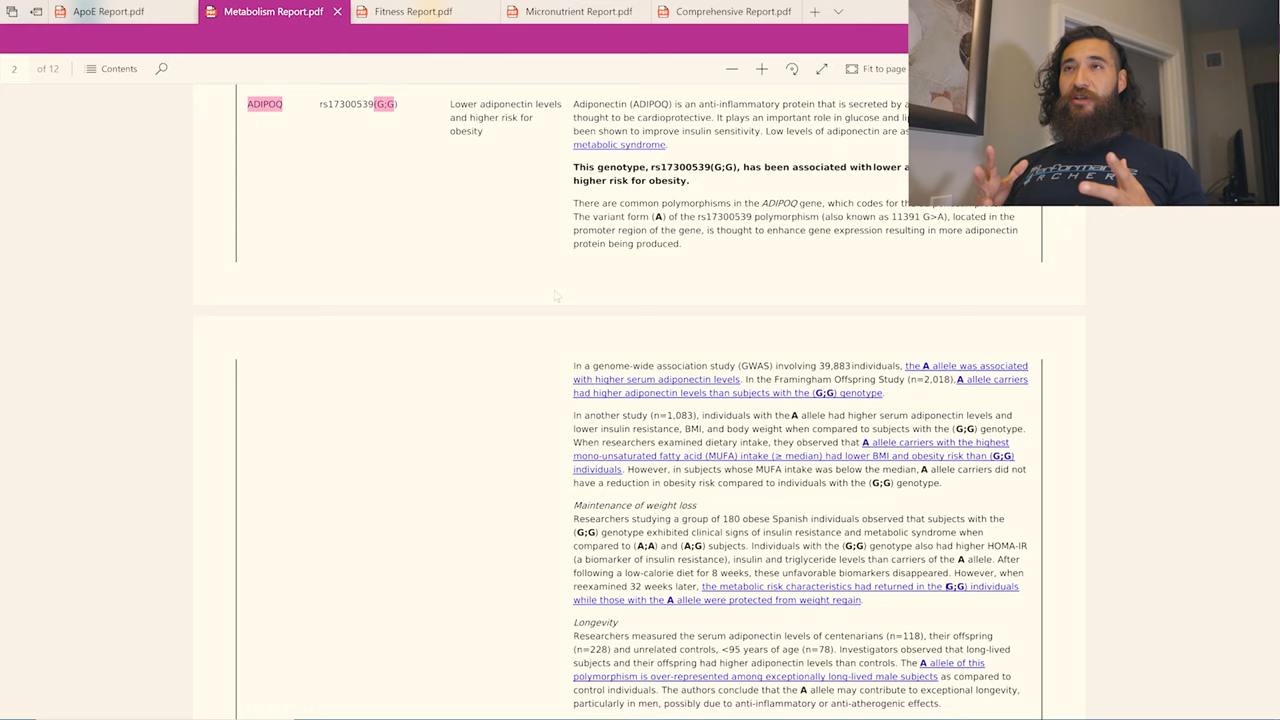 ApoE Report.pdf
Metabolism Report.pdf
Fitness Report.pdf
Micronutrient Report.pdf
Comprehensive Report.pdf
2 of 12
Contents
Fit to page
ADIPOQ
rs17300539(G;G)
Lower adiponectin levels
and higher risk for
obesity
Adiponectin (ADIPOQ) is an anti-inflammatory protein that is secreted by a
thought to be cardioprotective. It plays an important role in glucose and
been shown to improve insulin sensitivity. Low levels of adiponectin are
metabolic syndrome.
This genotype, rs17300539(G;G), has been associated with lower
higher risk for obesity.
There are common polymorphisms in the ADIPOQ gene, which codes for
The variant form (A) of the rs17300539 polymorphism (also known as 11391 G>A), located in the
promoter region of the gene, is thought to enhance gene expression resulting in more adiponectin
protein being produced.
In a genome-wide association study (GWAS) involving 39,883 individuals, the A allele was associated
with higher serum adiponectin levels. In the Framingham Offspring Study (n=2,018), A allele carriers
had higher adiponectin levels than subjects with the (G;G) genotype.
In another study (n=1,083), individuals with the A allele had higher serum adiponectin levels and
lower insulin resistance, BMI, and body weight when compared to subjects with the (G;G) genotype.
When researchers examined dietary intake, they observed that A allele carriers with the highest
mono-unsaturated fatty acid (MUFA) intake (≥ median) had lower BMI and obesity risk than (G;G)
individuals. However, in subjects whose MUFA intake was below the median, A allele carriers did not
have a reduction in obesity risk compared to individuals with the (G;G) genotype.
Maintenance of weight loss
Researchers studying a group of 180 obese Spanish individuals observed that subjects with the
(G;G) genotype exhibited clinical signs of insulin resistance and metabolic syndrome when
compared to (A;A) and (A;G) subjects. Individuals with the (G;G) genotype also had higher HOMA-IR
(a biomarker of insulin resistance), insulin and triglyceride levels than carriers of the A allele. After
following a low-calorie diet for 8 weeks, these unfavorable biomarkers disappeared. However, when
reexamined 32 weeks later, the metabolic risk characteristics had returned in the (G;G) individuals
while those with the A allele were protected from weight regain.
Longevity
Researchers measured the serum adiponectin levels of centenarians (n=118), their offspring
(n=228) and unrelated controls, <95 years of age (n=78). Investigators observed that long-lived
subjects and their offspring had higher adiponectin levels than controls. The A allele of this
polymorphism is over-represented among exceptionally long-lived male subjects as compared to
control individuals. The authors conclude that the A allele may contribute to exceptional longevity,
particularly in men, possibly due to anti-inflammatory or anti-atherogenic effects.